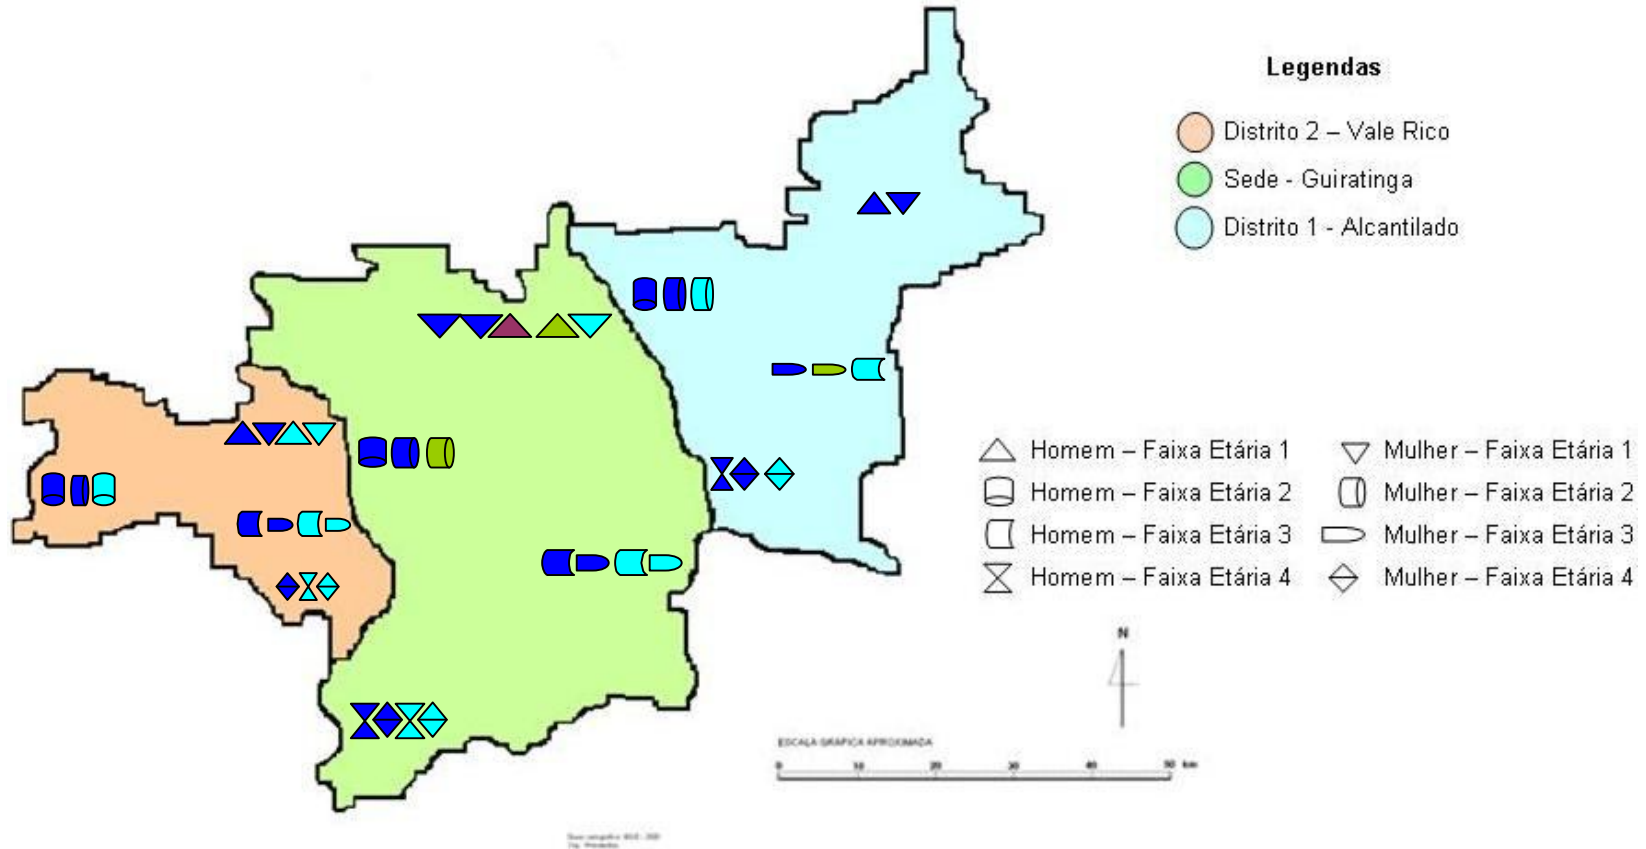 Legendas
Distrito 2 – Vale Rico
Sede - Guiratinga
Distrito 1 - Alcantilado
Homem – Faixa Etária 1
Mulher – Faixa Etária 1
Homem – Faixa Etária 2
Mulher – Faixa Etária 2
Homem – Faixa Etária 3
Mulher – Faixa Etária 3
Homem – Faixa Etária 4
Mulher – Faixa Etária 4
N
ESCALA GRÁFICA APROXIMADA
0 10 20 30 40 50 km